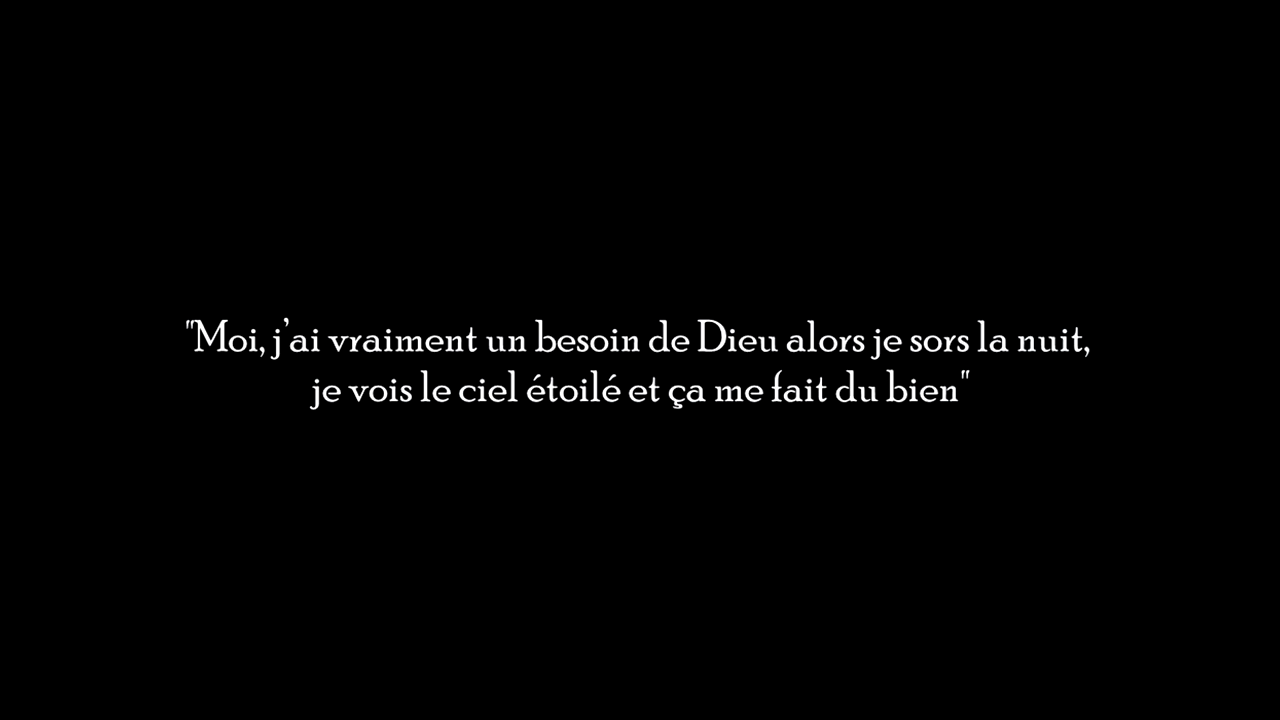 "Moi, j'ai vraiment un besoin de Dieu alors je sors la nuit,
je vois le ciel étoilé et ça me fait du bien"